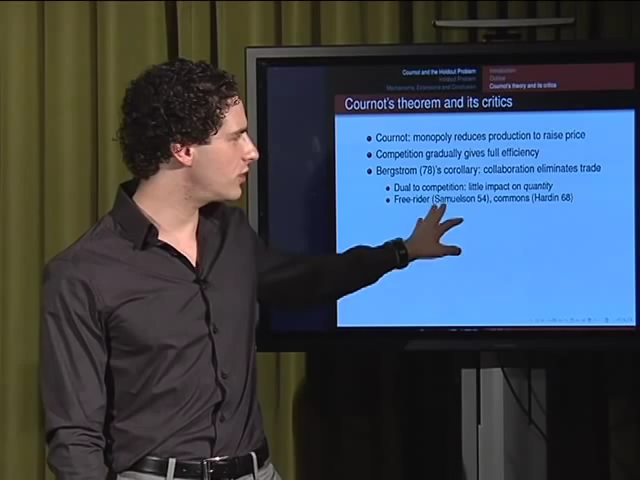 Cournot and the Holdout Problem
Introduction
Holdout Problem
Outline
Mechanisms, Extensions and Conclusion
Cournot's theory and its critics
Cournot's theorem and its critics
Cournot: monopoly reduces production to raise price
Competition gradually gives full efficiency
Bergstrom (78)'s corollary: collaboration eliminates trade
Dual to competition: little impact on quantity
Free-rider (Samuelson 54), commons (Hardin 68)